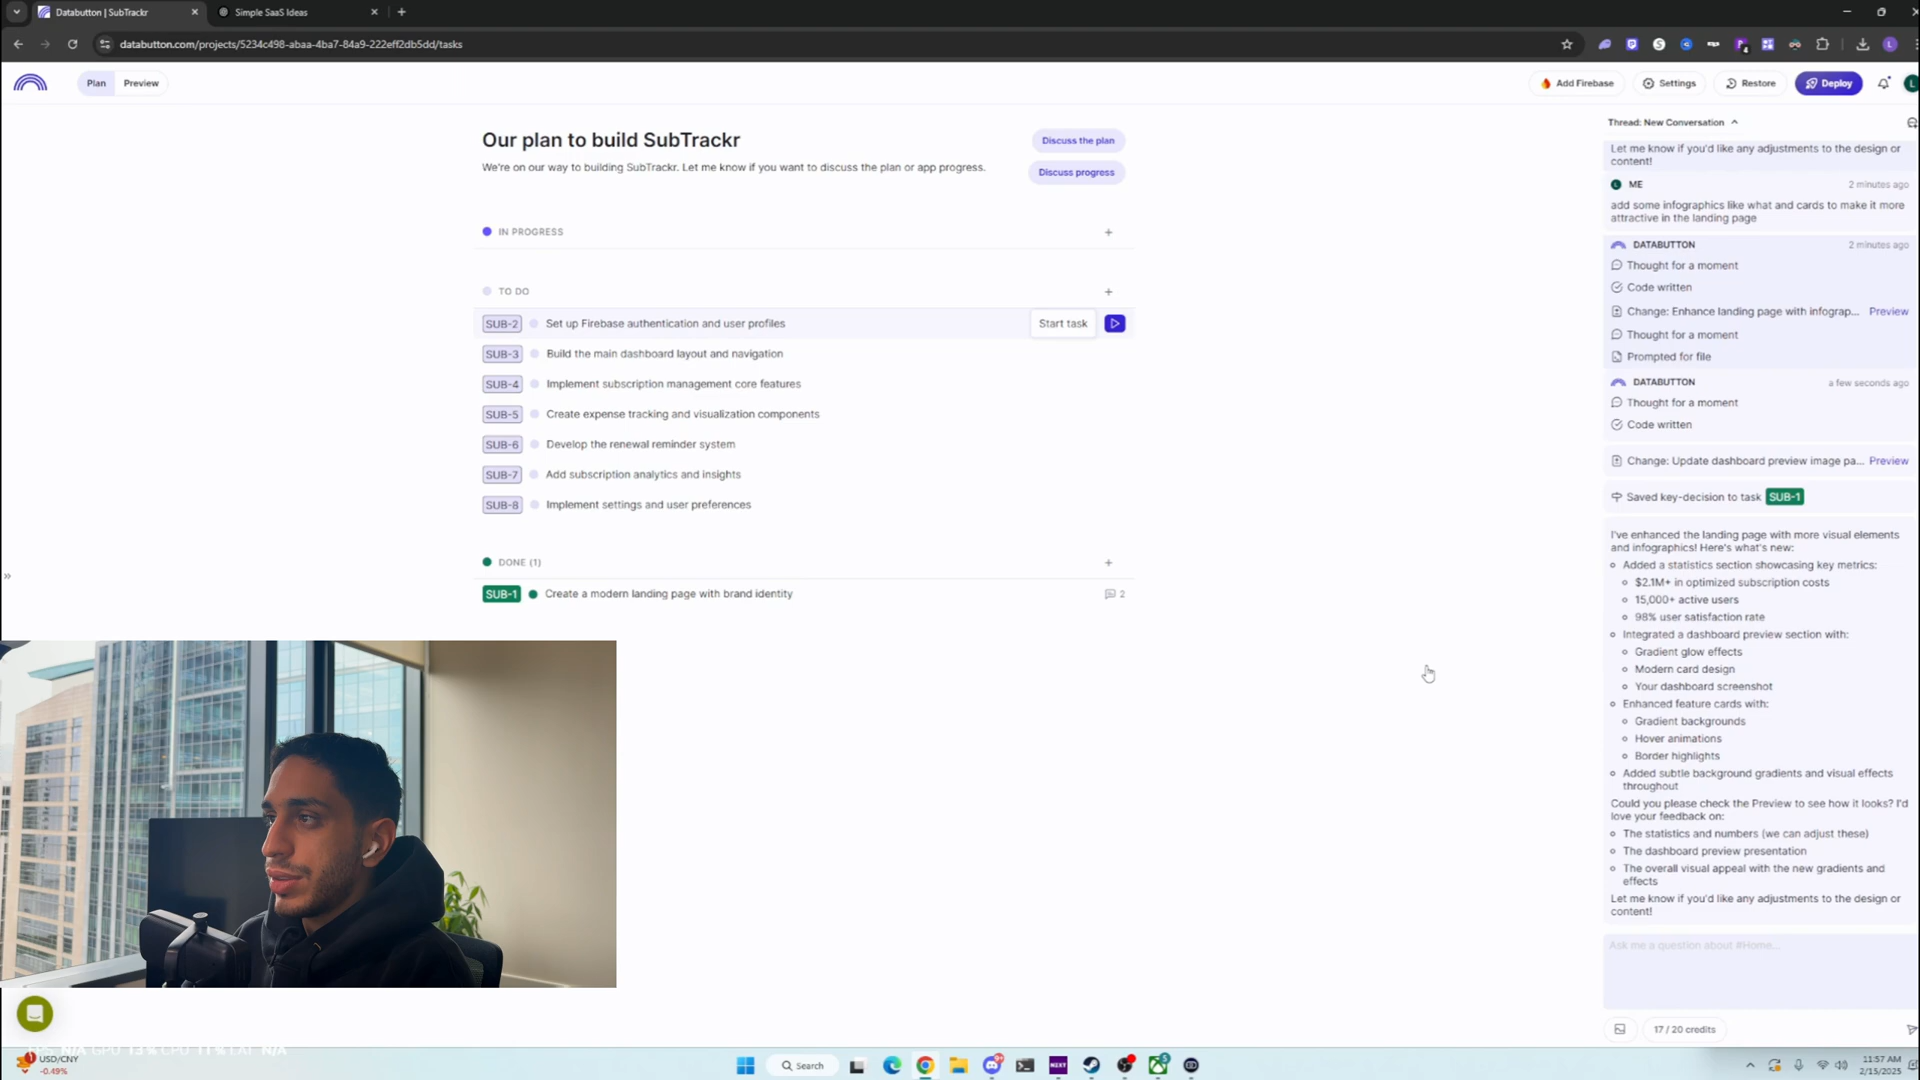 Databutton | SubTrackr
Simple SaaS Ideas
databutton.com/projects/5234c498-abaa-4ba7-84a9-222eff2db5dd/tasks
Plan
Preview
Add Firebase
Settings
Restore
Deploy
L
Our plan to build SubTrackr
We're on our way to building SubTrackr. Let me know if you want to discuss the plan or app progress.
Discuss the plan
Discuss progress
IN PROGRESS
TO DO
SUB-2 Set up Firebase authentication and user profiles
Start task
SUB-3 Build the main dashboard layout and navigation
SUB-4 Implement subscription management core features
SUB-5 Create expense tracking and visualization components
SUB-6 Develop the renewal reminder system
SUB-7 Add subscription analytics and insights
SUB-8 Implement settings and user preferences
DONE (1)
SUB-1 Create a modern landing page with brand identity
2
Thread: New Conversation
Let me know if you'd like any adjustments to the design or
content!
L ME 2 minutes ago
add some infographics like what and cards to make it more
attractive in the landing page
DATABUTTON 2 minutes ago
Thought for a moment
Code written
Change: Enhance landing page with infograp... Preview
Thought for a moment
Prompted for file
DATABUTTON a few seconds ago
Thought for a moment
Code written
Change: Update dashboard preview image pa... Preview
Saved key-decision to task SUB-1
I've enhanced the landing page with more visual elements
and infographics! Here's what's new:
Added a statistics section showcasing key metrics:
$2.1M+ in optimized subscription costs
15,000+ active users
98% user satisfaction rate
Integrated a dashboard preview section with:
Gradient glow effects
Modern card design
Your dashboard screenshot
Enhanced feature cards with:
Gradient backgrounds
Hover animations
Border highlights
Added subtle background gradients and visual effects
throughout
Could you please check the Preview to see how it looks? I'd
love your feedback on:
The statistics and numbers (we can adjust these)
The dashboard preview presentation
The overall visual appeal with the new gradients and
effects
Let me know if you'd like any adjustments to the design or
content!
Ask me a question about #Home...
17 / 20 credits
N/A GPU 13% CPU 11% LAT N/A
USD/CNY
-0.49%
Search
11:57 AM
2/15/2025